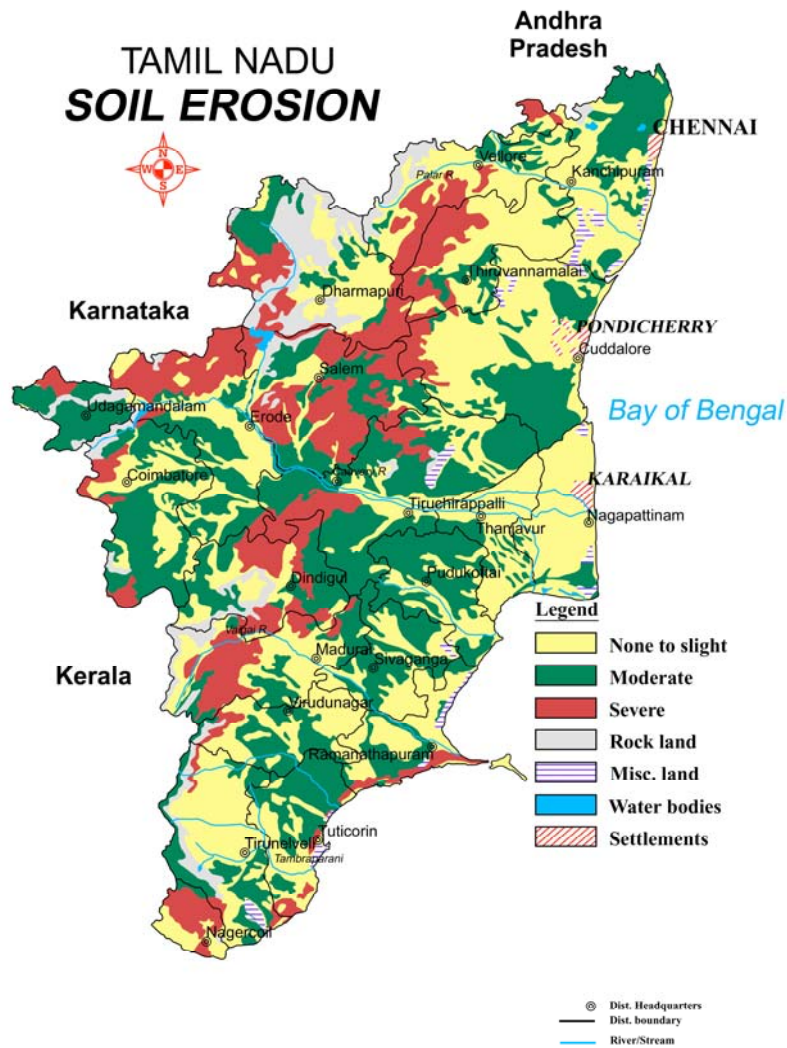 Andhra
Pradesh
TAMIL NADU
SOIL EROSION
N
W E
S
CHENNAI
Vellore
Palar R
Kanchipuram
Thiruvannamalai
Dharmapuri
Karnataka
PONDICHERRY
Cuddalore
Salem
Bay of Bengal
Udagamandalam
Erode
Coimbatore
KARAIKAL
Tiruchirappalli
Thanjavur
Nagapattinam
Dindigul
Pudukottai
Legend
None to slight
Vaigai R
Madurai
Sivaganga
Kerala
Moderate
Virudunagar
Severe
Rock land
Ramanathapuram
Misc. land
Water bodies
Tuticorin
Settlements
Tirunelveli
Tambraparani
Nagercoil
Dist. Headquarters
Dist. boundary
River/Stream